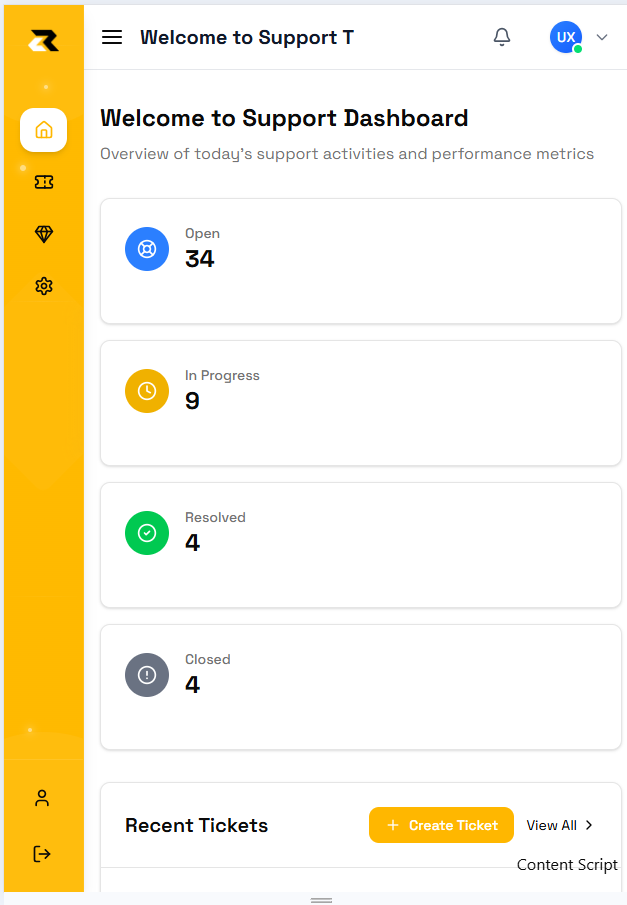 Welcome to Support T
UX
Welcome to Support Dashboard
Overview of today's support activities and performance metrics
Open
34
In Progress
9
Resolved
4
Closed
4
Recent Tickets
+ Create Ticket
View All
Content Script